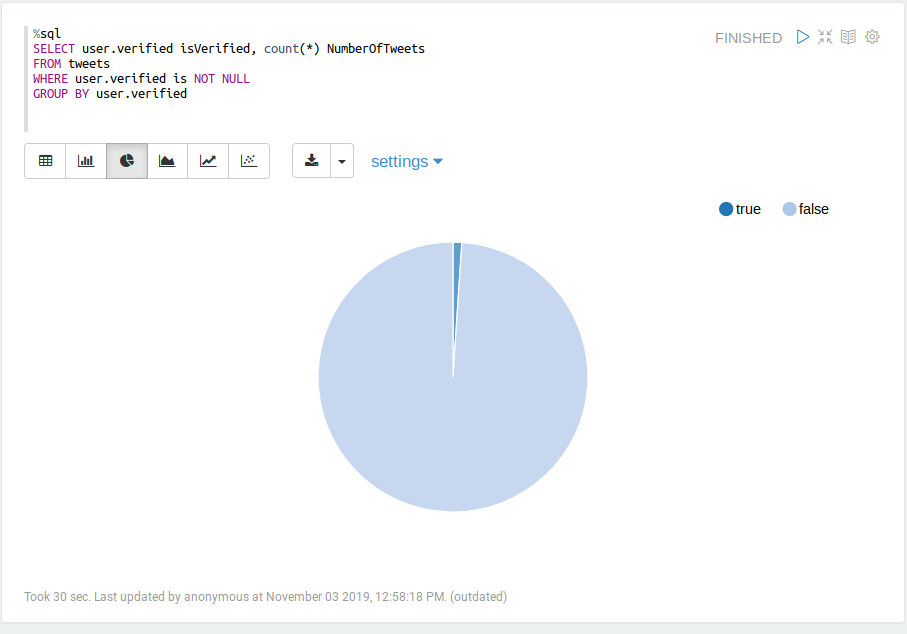 %sql
SELECT user.verified isVerified, count(*) NumberOfTweets
FROM tweets
WHERE user.verified is NOT NULL
GROUP BY user.verified
FINISHED
settings
true false
Took 30 sec. Last updated by anonymous at November 03 2019, 12:58:18 PM. (outdated)